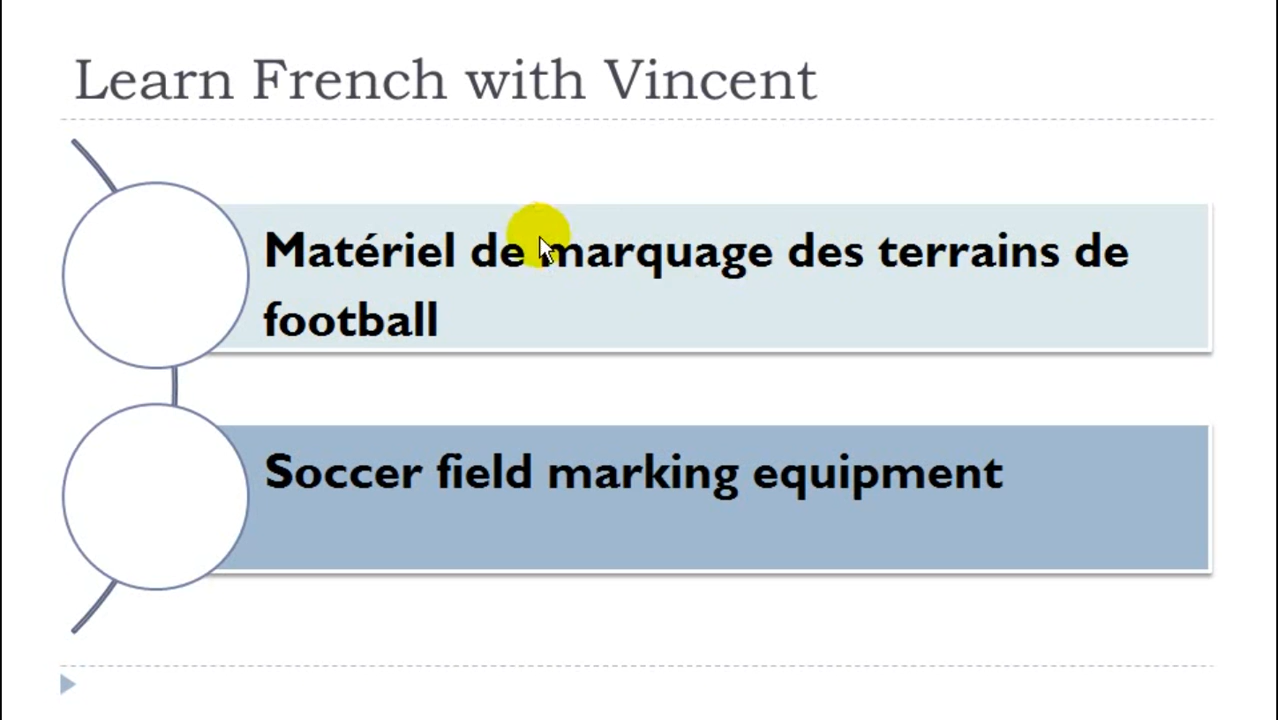 Learn French with Vincent
Matériel de marquage des terrains de
football
Soccer field marking equipment